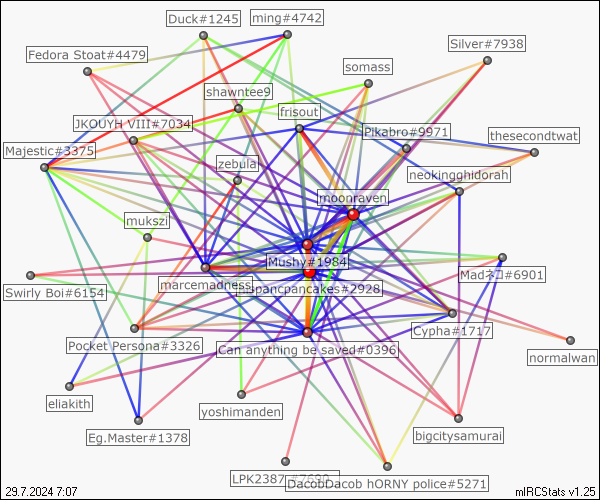 Duck#1245
ming#4742
Silver#7938
Fedora Stoat#4479
somass
shawntee9
frisout
JKOUYH VIII#7034
Pikabro#9971
thesecondtwat
Majestic#3375
zebulal
neokingghidorah
moonraven
mukszi
Mushy#1984
marcemadness
Madネコ#6901
Swirly Boi#6154
hispancpancakes#2928
Cypha#1717
Pocket Persona#3326
Can anything be saved#0396
normalwan
eliakith
yoshimanden
Eg.Master#1378
bigcitysamurai
LPK2387
DacobDacob hORNY police#5271
29.7.2024 7:07
mIRCStats v1.25